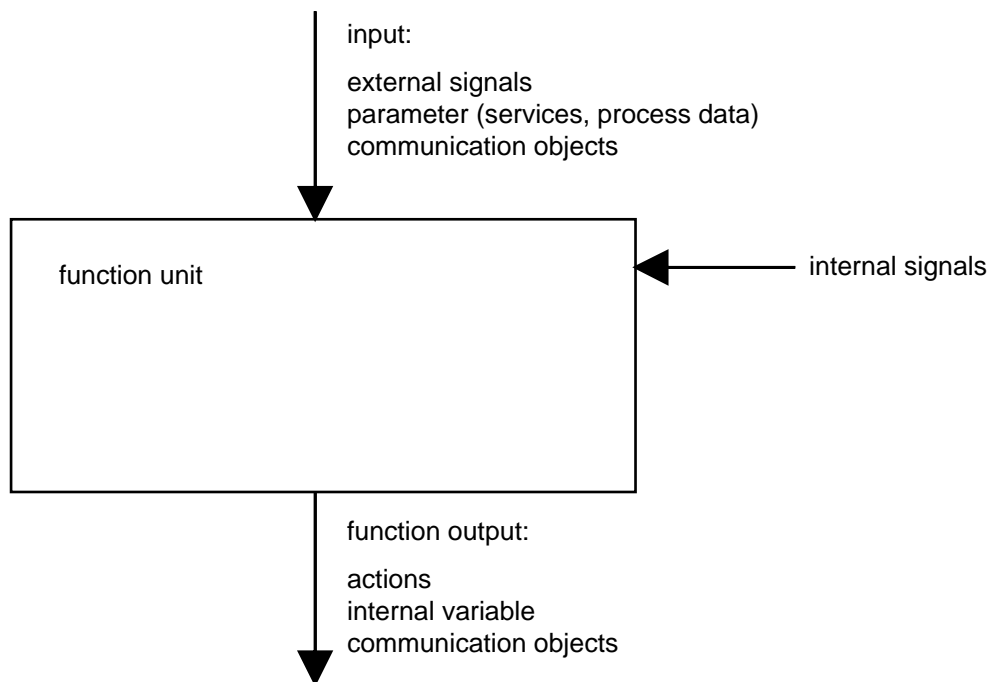 input:
external signals
parameter (services, process data)
communication objects
function unit
internal signals
function output:
actions
internal variable
communication objects